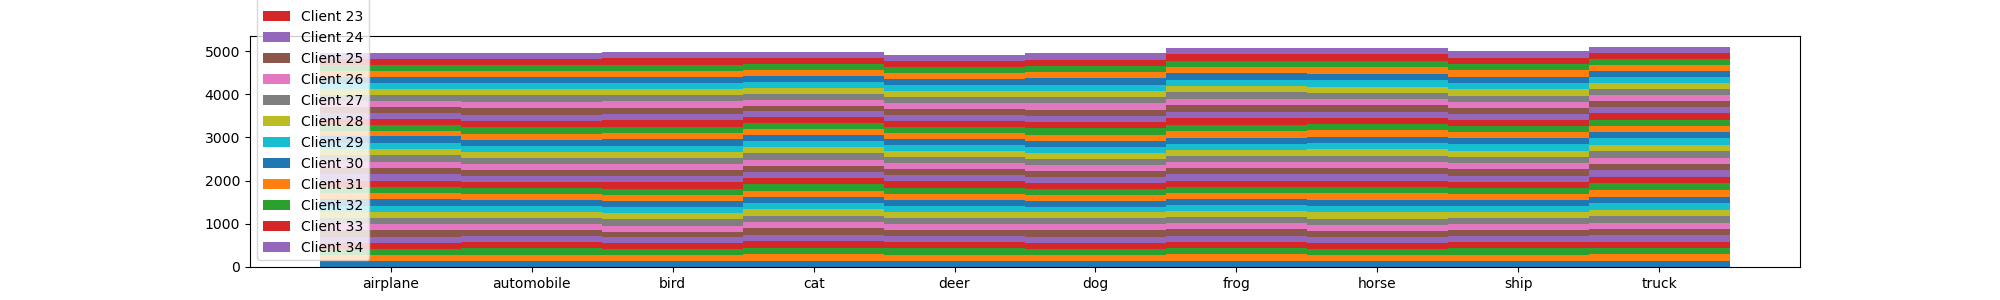 Client 23
Client 24
Client 25
Client 26
Client 27
Client 28
Client 29
Client 30
Client 31
Client 32
Client 33
Client 34
5000
4000
3000
2000
1000
0
airplane automobile bird cat deer dog frog horse ship truck